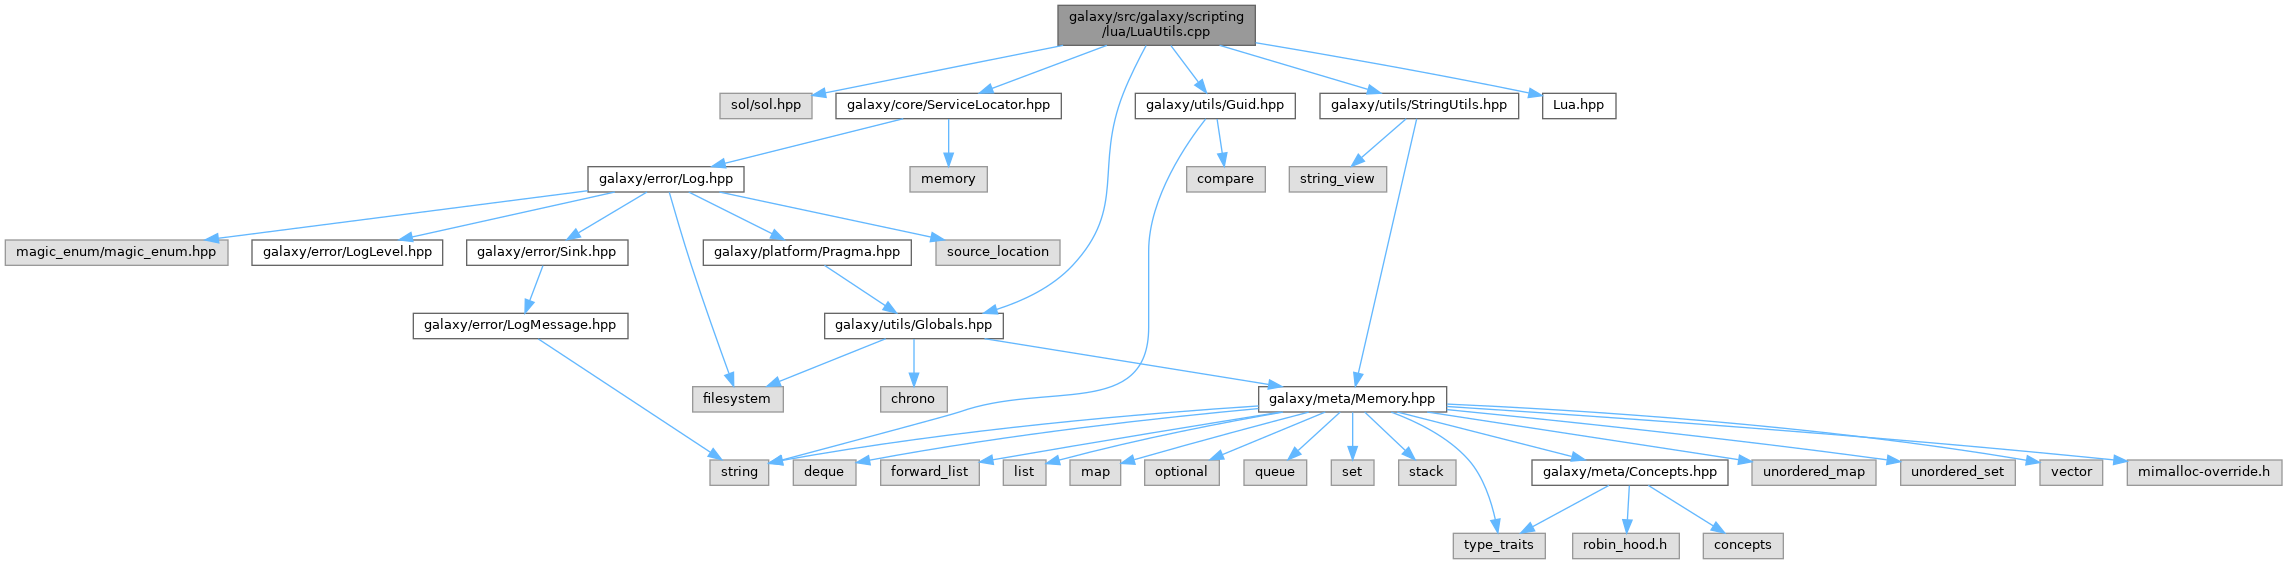 galaxy/src/galaxy/scripting
/lua/LuaUtils.cpp
sol/sol.hpp
galaxy/core/ServiceLocator.hpp
galaxy/utils/Guid.hpp
galaxy/utils/StringUtils.hpp
Lua.hpp
galaxy/error/Log.hpp
memory
compare
string_view
magic_enum/magic_enum.hpp
galaxy/error/LogLevel.hpp
galaxy/error/Sink.hpp
galaxy/platform/Pragma.hpp
source_location
galaxy/error/LogMessage.hpp
galaxy/utils/Globals.hpp
filesystem
chrono
galaxy/meta/Memory.hpp
string
deque
forward_list
list
map
optional
queue
set
stack
galaxy/meta/Concepts.hpp
unordered_map
unordered_set
vector
mimalloc-override.h
type_traits
robin_hood.h
concepts